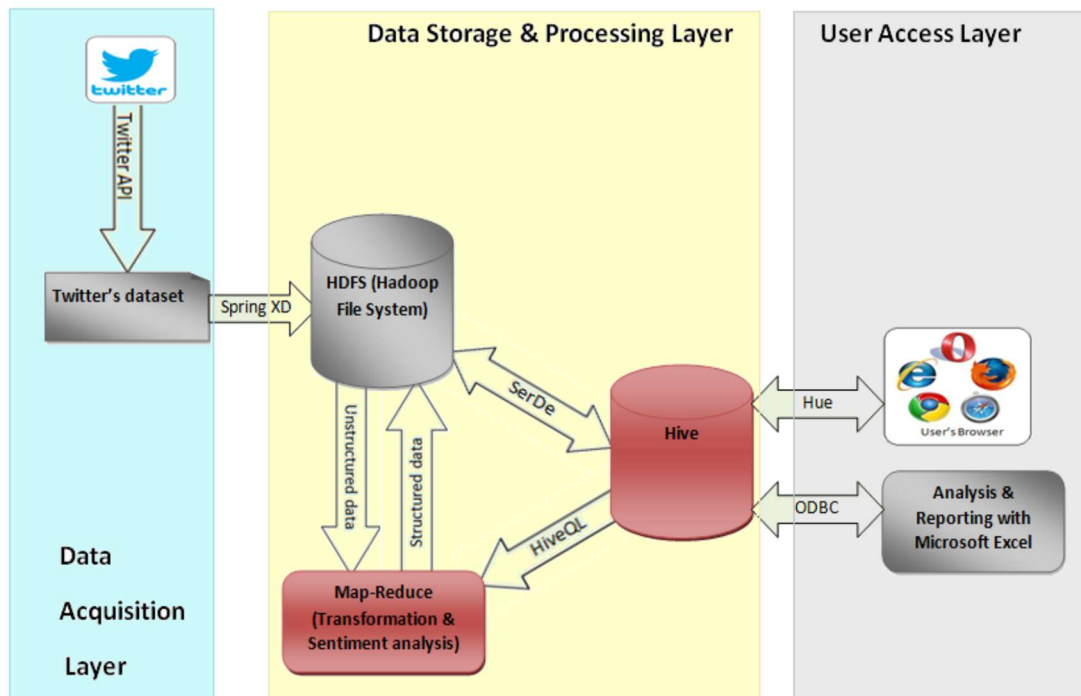 Data Storage & Processing Layer
User Access Layer
twitter
Twitter API
Twitter's dataset
Spring XD
HDFS (Hadoop
File System)
SerDe
Unstructured data
Structured data
Hive
HiveQL
Map-Reduce
(Transformation &
Sentiment analysis)
Hue
User's Browser
ODBC
Analysis &
Reporting with
Microsoft Excel
Data
Acquisition
Layer